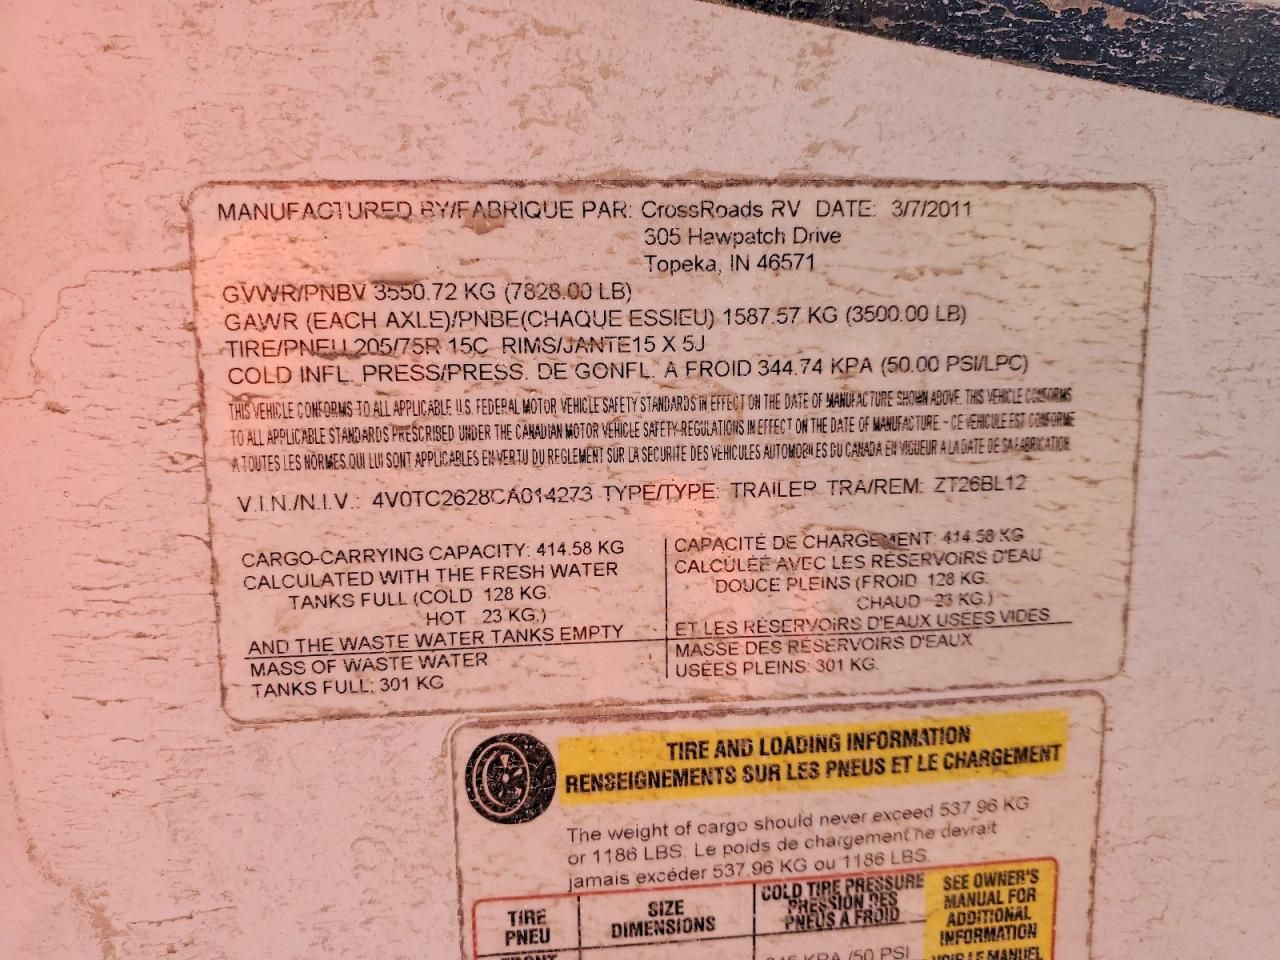 MANUFACTURED BY/FABRIQUE PAR: CrossRoads RV DATE: 3/7/2011
305 Hawpatch Drive
Topeka, IN 46571
GVWR/PNBV 3550.72 KG (7828.00 LB)
GAWR (EACH AXLE)/PNBE(CHAQUE ESSIEU) 1587.57 KG (3500.00 LB)
TIRE/PNEU 205/75R 15C RIMS/JANTE15 X 5J
COLD INFL. PRESS/PRESS. DE GONFL. A FROID 344.74 KPA (50.00 PSI/LPC)
THIS VEHICLE CONFORMS TO ALL APPLICABLE U.S. FEDERAL MOTOR VEHICLE SAFETY STANDARDS IN EFFECT ON THE DATE OF MANUFACTURE SHOWN ABOVE. THIS VEHICLE CONFORMS
TO ALL APPLICABLE STANDARDS PRESCRIBED UNDER THE CANADIAN MOTOR VEHICLE SAFETY REGULATIONS IN EFFECT ON THE DATE OF MANUFACTURE - CE VEHICULE EST CONFORME
A TOUTES LES NORMES QUI LUI SONT APPLICABLES EN VERTU DU REGLEMENT SUR LA SECURITE DES VEHICULES AUTOMOBILES DU CANADA EN VIGUEUR A LA DATE DE SA FABRICATION.
V.I.N./N.I.V.: 4V0TC2628CA014273 TYPE/TYPE: TRAILER TRA/REM: ZT26BL12
CARGO-CARRYING CAPACITY: 414.58 KG
CALCULATED WITH THE FRESH WATER
TANKS FULL (COLD 128 KG.
HOT 23 KG.)
AND THE WASTE WATER TANKS EMPTY
MASS OF WASTE WATER
TANKS FULL: 301 KG
CAPACITÉ DE CHARGEMENT: 414.58 KG
CALCULÉE AVEC LES RÉSERVOIRS D'EAU
DOUCE PLEINS (FROID 128 KG.
CHAUD 23 KG.)
ET LES RÉSERVOIRS D'EAUX USÉES VIDES
MASSE DES RÉSERVOIRS D'EAUX
USÉES PLEINS: 301 KG.
TIRE AND LOADING INFORMATION
RENSEIGNEMENTS SUR LES PNEUS ET LE CHARGEMENT
The weight of cargo should never exceed 537.96 KG
or 1186 LBS. Le poids de chargement ne devrait
jamais excéder 537.96 KG ou 1186 LBS.
TIRE
PNEU
SIZE
DIMENSIONS
COLD TIRE PRESSURE
PRESSION DES
PNEUS A FROID
SEE OWNER'S
MANUAL FOR
ADDITIONAL
INFORMATION
VOIR LE MANUEL
FRONT
KPA /50 PSI